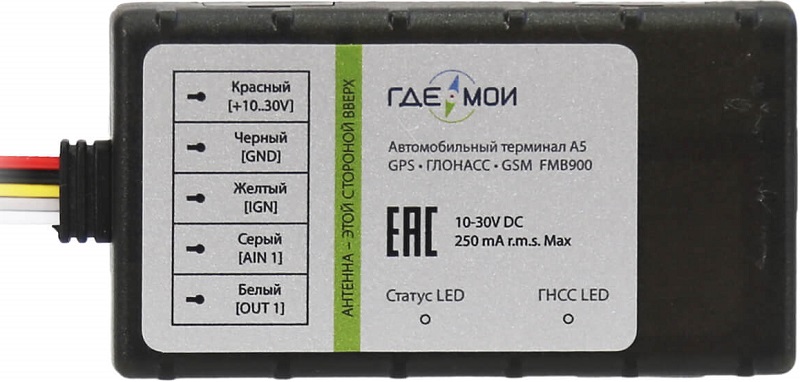 Красный
[+10..30V]
Черный
[GND]
Желтый
[IGN]
Серый
[AIN 1]
Белый
[OUT 1]
АНТЕННА – ЭТОЙ СТОРОНОЙ ВВЕРХ
ГДЕ МОИ
Автомобильный терминал A5
GPS • ГЛОНАСС • GSM FMB900
EAC
10-30V DC
250 mA r.m.s. Max
Статус LED
ГНСС LED